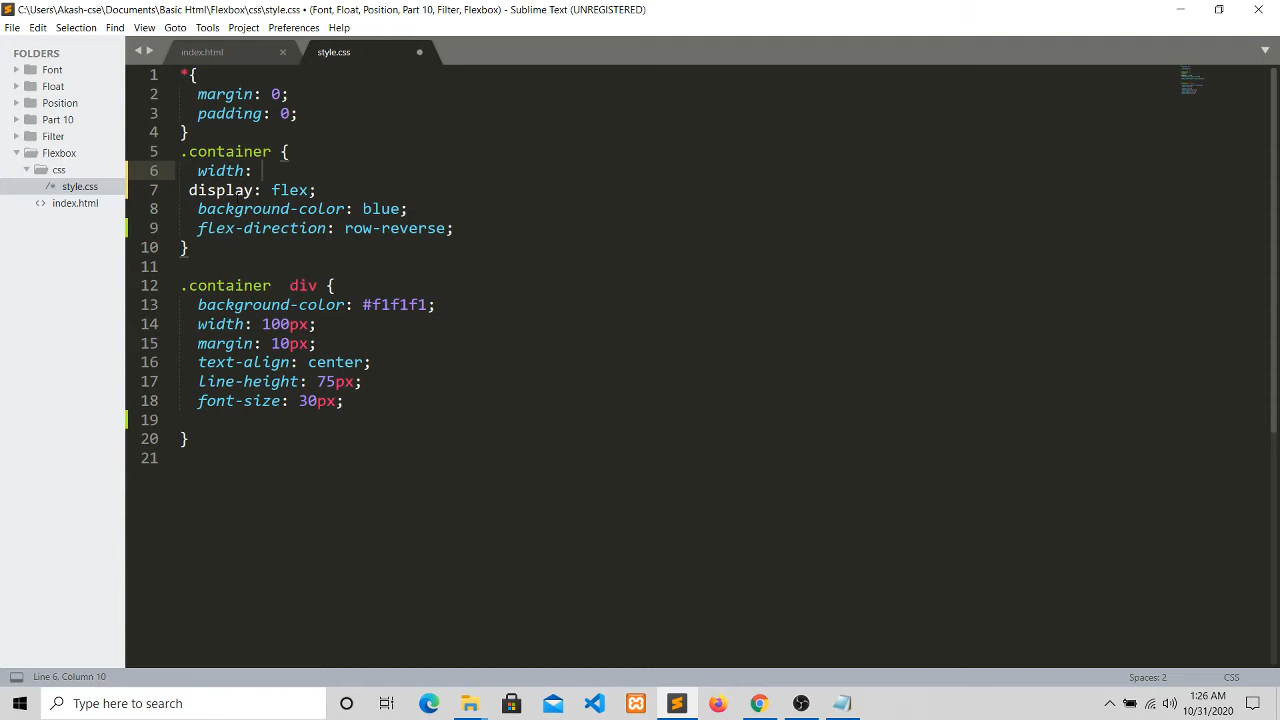 C:\Users\Akash-cse\Documents\Basic Html\Flexbox\css\style.css • (Font, Float, Position, Part 10, Filter, Flexbox) - Sublime Text (UNREGISTERED)
File Edit Selection Find View Goto Tools Project Preferences Help
FOLDERS
Font
Float
Position
Part 10
Filter
Flexbox
css
/* style.css
<> index.html
index.html
style.css
1 *{
2 margin: 0;
3 padding: 0;
4 }
5 .container {
6 width:
7 display: flex;
8 background-color: blue;
9 flex-direction: row-reverse;
10 }
11
12 .container  div {
13 background-color: #f1f1f1;
14 width: 100px;
15 margin: 10px;
16 text-align: center;
17 line-height: 75px;
18 font-size: 30px;
19
20 }
21
Line 6, Column 10
Spaces: 2
CSS
Type here to search
1:26 AM
10/31/2020